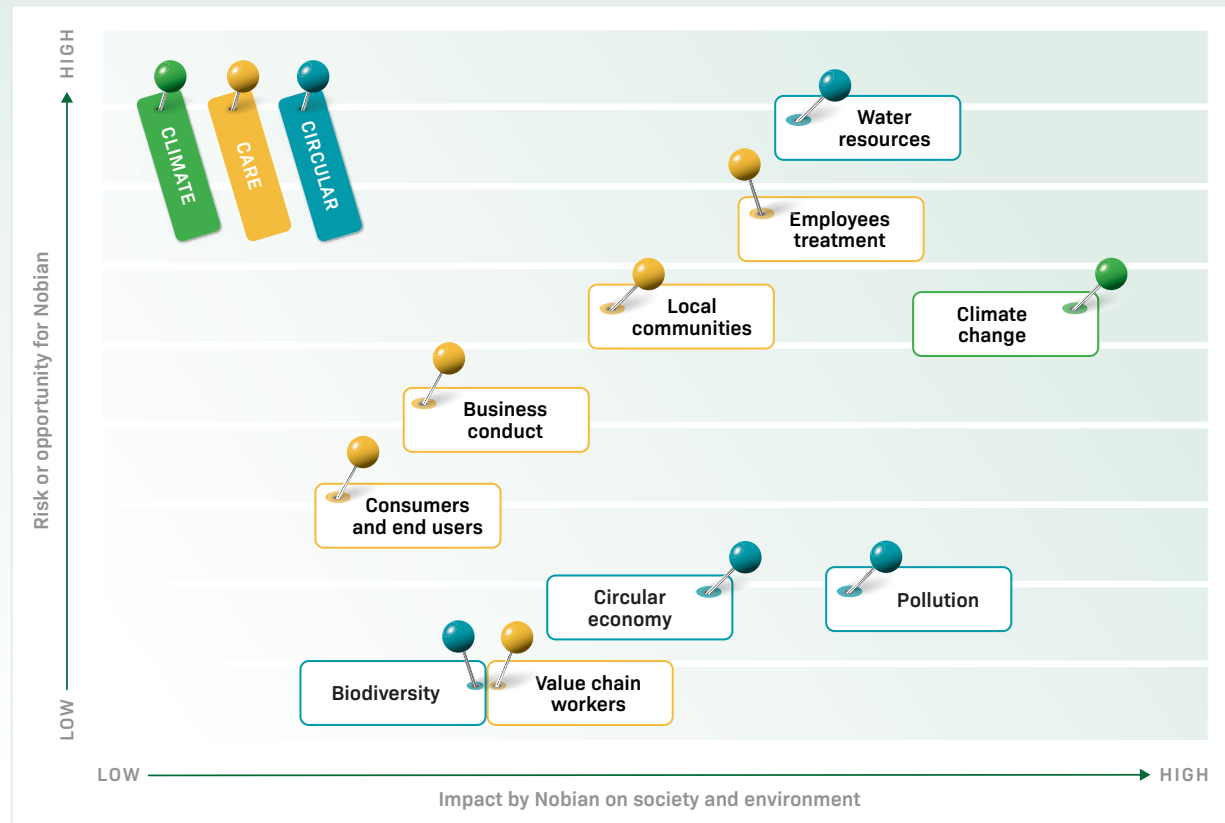 HIGH
Risk or opportunity for Nobian
LOW
CLIMATE
CARE
CIRCULAR
Water
resources
Employees
treatment
Local
communities
Climate
change
Business
conduct
Consumers
and end users
Circular
economy
Pollution
Biodiversity
Value chain
workers
LOW
HIGH
Impact by Nobian on society and environment